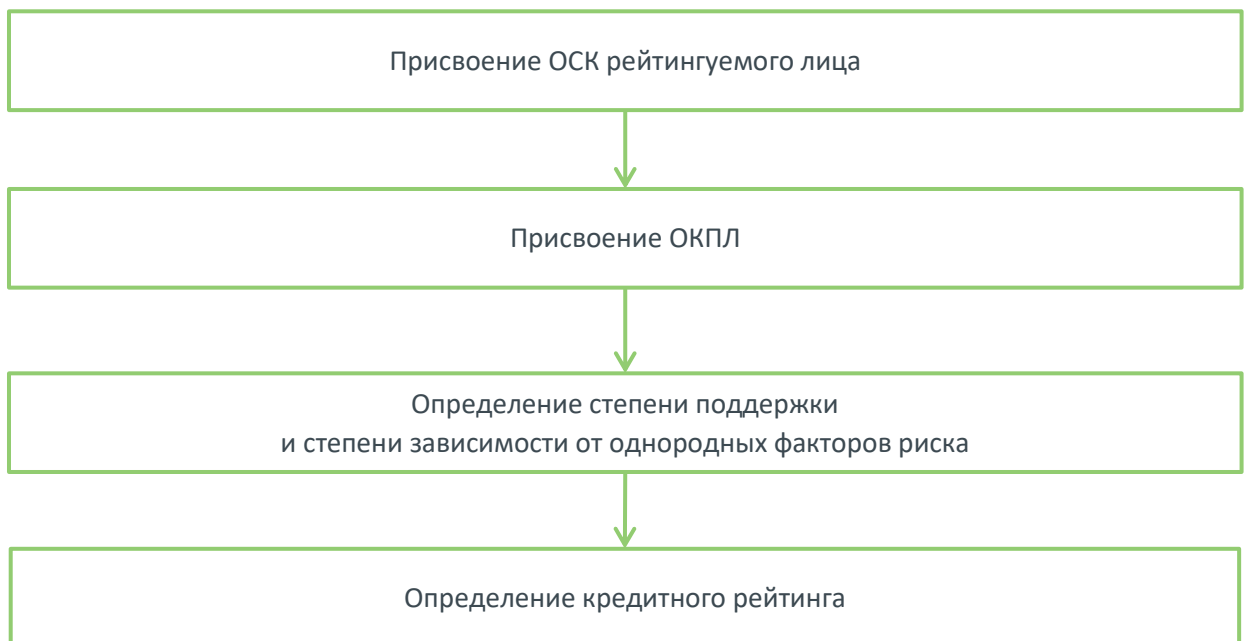 Присвоение ОСК рейтингуемого лица
Присвоение ОКПЛ
Определение степени поддержки
и степени зависимости от однородных факторов риска
Определение кредитного рейтинга